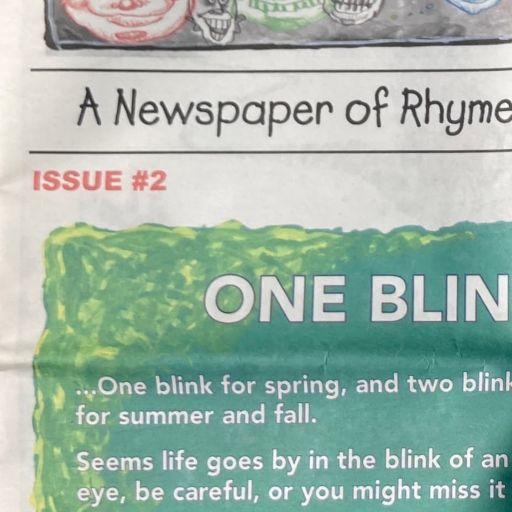 A Newspaper of Rhyme
ISSUE #2
ONE BLIN
...One blink for spring, and two blink
for summer and fall.
Seems life goes by in the blink of an
eye, be careful, or you might miss it